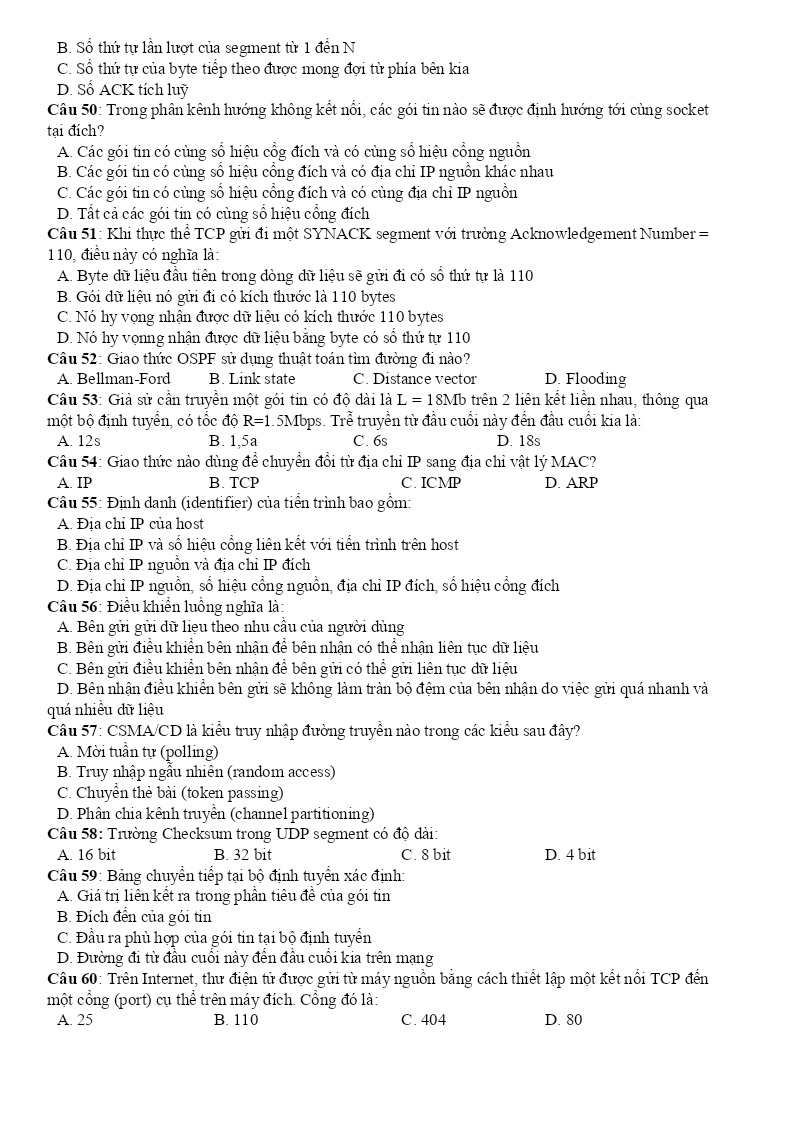 B. Số thứ tự lần lượt của segment từ 1 đến N
C. Số thứ tự của byte tiếp theo được mong đợi từ phía bên kia
D. Số ACK tích luỹ
Câu 50: Trong phân kênh hướng không kết nối, các gói tin nào sẽ được định hướng tới cùng socket
tại đích?
A. Các gói tin có cùng số hiệu cổg đích và có cùng số hiệu cổng nguồn
B. Các gói tin có cùng số hiệu cổng đích và có địa chỉ IP nguồn khác nhau
C. Các gói tin có cùng số hiệu cổng đích và có cùng địa chỉ IP nguồn
D. Tất cả các gói tin có cùng số hiệu cổng đích
Câu 51: Khi thực thể TCP gửi đi một SYNACK segment với trường Acknowledgement Number =
110, điều này có nghĩa là:
A. Byte dữ liệu đầu tiên trong dòng dữ liệu sẽ gửi đi có số thứ tự là 110
B. Gói dữ liệu nó gửi đi có kích thước là 110 bytes
C. Nó hy vọng nhận được dữ liệu có kích thước 110 bytes
D. Nó hy vọnng nhận được dữ liệu bằng byte có số thứ tự 110
Câu 52: Giao thức OSPF sử dụng thuật toán tìm đường đi nào?
A. Bellman-Ford B. Link state C. Distance vector D. Flooding
Câu 53: Giả sử cần truyền một gói tin có độ dài là L = 18Mb trên 2 liên kết liền nhau, thông qua
một bộ định tuyến, có tốc độ R=1.5Mbps. Trễ truyền từ đầu cuối này đến đầu cuối kia là:
A. 12s B. 1,5a C. 6s D. 18s
Câu 54: Giao thức nào dùng để chuyển đổi từ địa chỉ IP sang địa chỉ vật lý MAC?
A. IP B. TCP C. ICMP D. ARP
Câu 55: Định danh (identifier) của tiến trình bao gồm:
A. Địa chỉ IP của host
B. Địa chỉ IP và số hiệu cổng liên kết với tiến trình trên host
C. Địa chỉ IP nguồn và địa chỉ IP đích
D. Địa chỉ IP nguồn, số hiệu cổng nguồn, địa chỉ IP đích, số hiệu cổng đích
Câu 56: Điều khiển luồng nghĩa là:
A. Bên gửi gửi dữ liẹu theo nhu cầu của người dùng
B. Bên gửi điều khiển bên nhận để bên nhận có thể nhận liên tục dữ liệu
C. Bên gửi điều khiển bên nhận để bên gửi có thể gửi liên tục dữ liệu
D. Bên nhận điều khiển bên gửi sẽ không làm tràn bộ đệm của bên nhận do việc gửi quá nhanh và
quá nhiều dữ liệu
Câu 57: CSMA/CD là kiểu truy nhập đường truyền nào trong các kiểu sau đây?
A. Mời tuần tự (polling)
B. Truy nhập ngẫu nhiên (random access)
C. Chuyển thẻ bài (token passing)
D. Phân chia kênh truyền (channel partitioning)
Câu 58: Trường Checksum trong UDP segment có độ dài:
A. 16 bit B. 32 bit C. 8 bit D. 4 bit
Câu 59: Bảng chuyển tiếp tại bộ định tuyến xác định:
A. Giá trị liên kết ra trong phần tiêu đề của gói tin
B. Đích đến của gói tin
C. Đầu ra phù hợp của gói tin tại bộ định tuyến
D. Đường đi từ đầu cuối này đến đầu cuối kia trên mạng
Câu 60: Trên Internet, thư điện tử được gửi từ máy nguồn bằng cách thiết lập một kết nối TCP đến
một cổng (port) cụ thể trên máy đích. Cổng đó là:
A. 25 B. 110 C. 404 D. 80